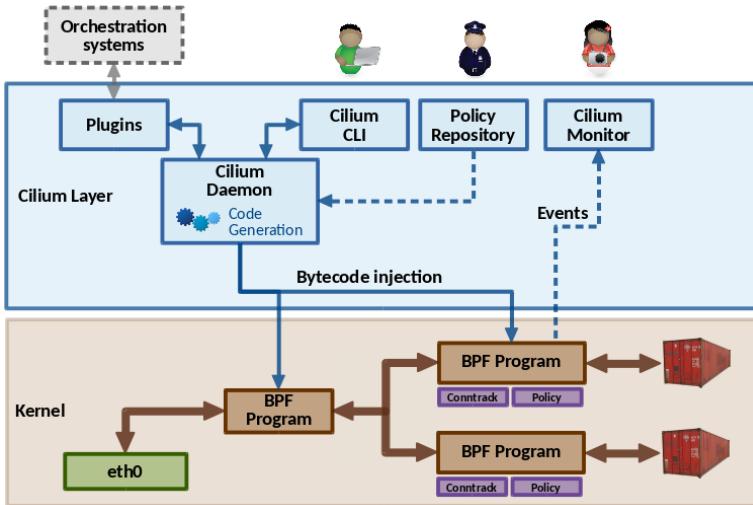 Orchestration
systems
Plugins
Cilium
CLI
Policy
Repository
Cilium
Monitor
Cilium Layer
Cilium
Daemon
Code
Generation
Events
Bytecode injection
Kernel
BPF
Program
eth0
BPF Program
Conntrack
Policy
BPF Program
Conntrack
Policy